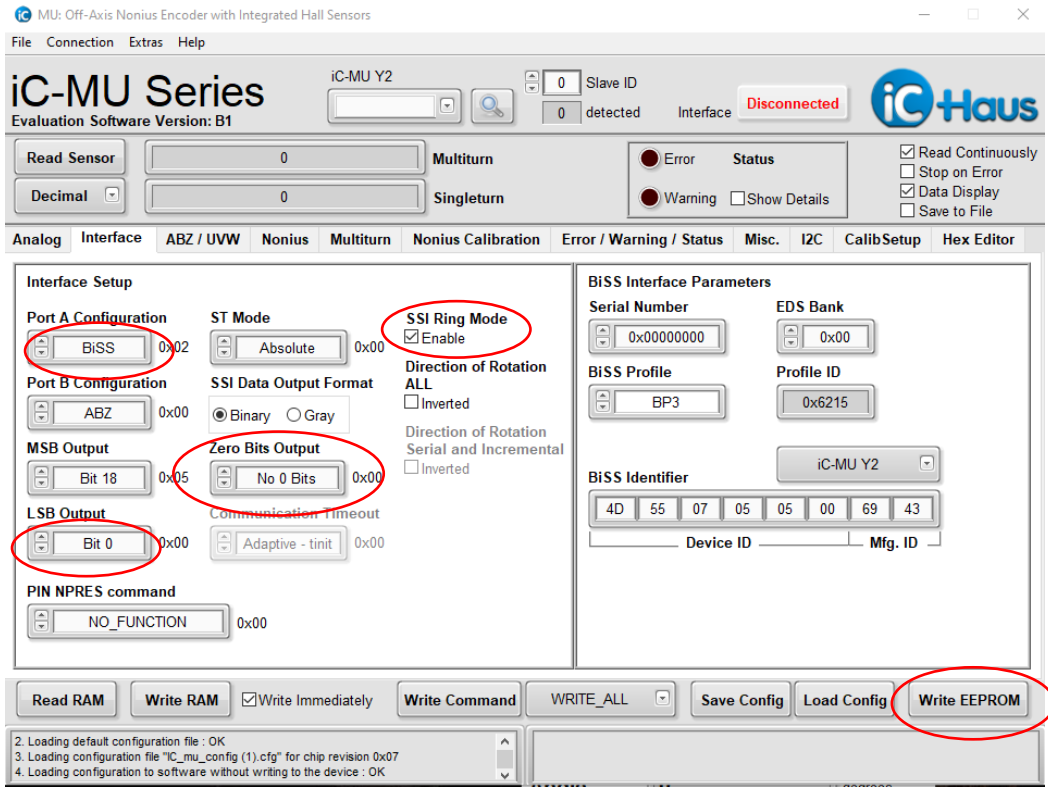 MU: Off-Axis Nonius Encoder with Integrated Hall Sensors
File Connection Extras Help
iC-MU Series
Evaluation Software Version: B1
iC-MU Y2
0 Slave ID
0 detected
Interface Disconnected
iC Haus
Read Sensor 0 Multiturn
Decimal 0 Singleturn
Error Status
Warning Show Details
Read Continuously
Stop on Error
Data Display
Save to File
Analog Interface ABZ / UVW Nonius Multiturn Nonius Calibration Error / Warning / Status Misc. I2C CalibSetup Hex Editor
Interface Setup
Port A Configuration
BiSS 0x02
Port B Configuration
ABZ 0x00
MSB Output
Bit 18 0x05
LSB Output
Bit 0 0x00
PIN NPRES command
NO_FUNCTION 0x00
ST Mode
Absolute 0x00
SSI Data Output Format
Binary Gray
Zero Bits Output
No 0 Bits 0x00
Communication Timeout
Adaptive - tinit 0x00
SSI Ring Mode
Enable
Direction of Rotation
ALL
Inverted
Direction of Rotation
Serial and Incremental
Inverted
BiSS Interface Parameters
Serial Number
0x00000000
EDS Bank
0x00
BiSS Profile
BP3
Profile ID
0x6215
iC-MU Y2
BiSS Identifier
4D 55 07 05 05 00 69 43
Device ID Mfg. ID
Read RAM Write RAM Write Immediately Write Command WRITE_ALL Save Config Load Config Write EEPROM
2. Loading default configuration file : OK
3. Loading configuration file "IC_mu_config (1).cfg" for chip revision 0x07
4. Loading configuration to software without writing to the device : OK